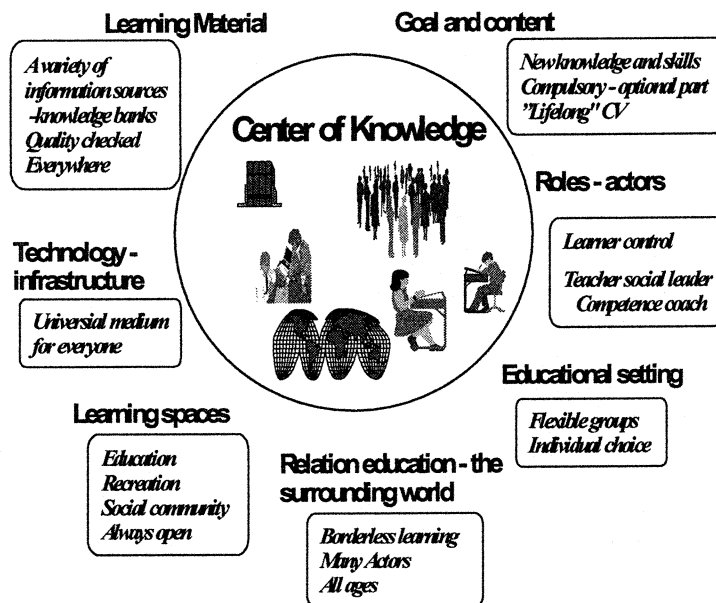 Learning Material
A variety of
information sources
-knowledge banks
Quality checked
Everywhere
Goal and content
New knowledge and skills
Compulsory - optional part
"Lifelong" CV
Center of Knowledge
Roles - actors
Learner control
Teacher social leader
Competence coach
Technology -
infrastructure
Universial medium
for everyone
Educational setting
Flexible groups
Individual choice
Learning spaces
Education
Recreation
Social community
Always open
Relation education - the
surrounding world
Borderless learning
Many Actors
All ages